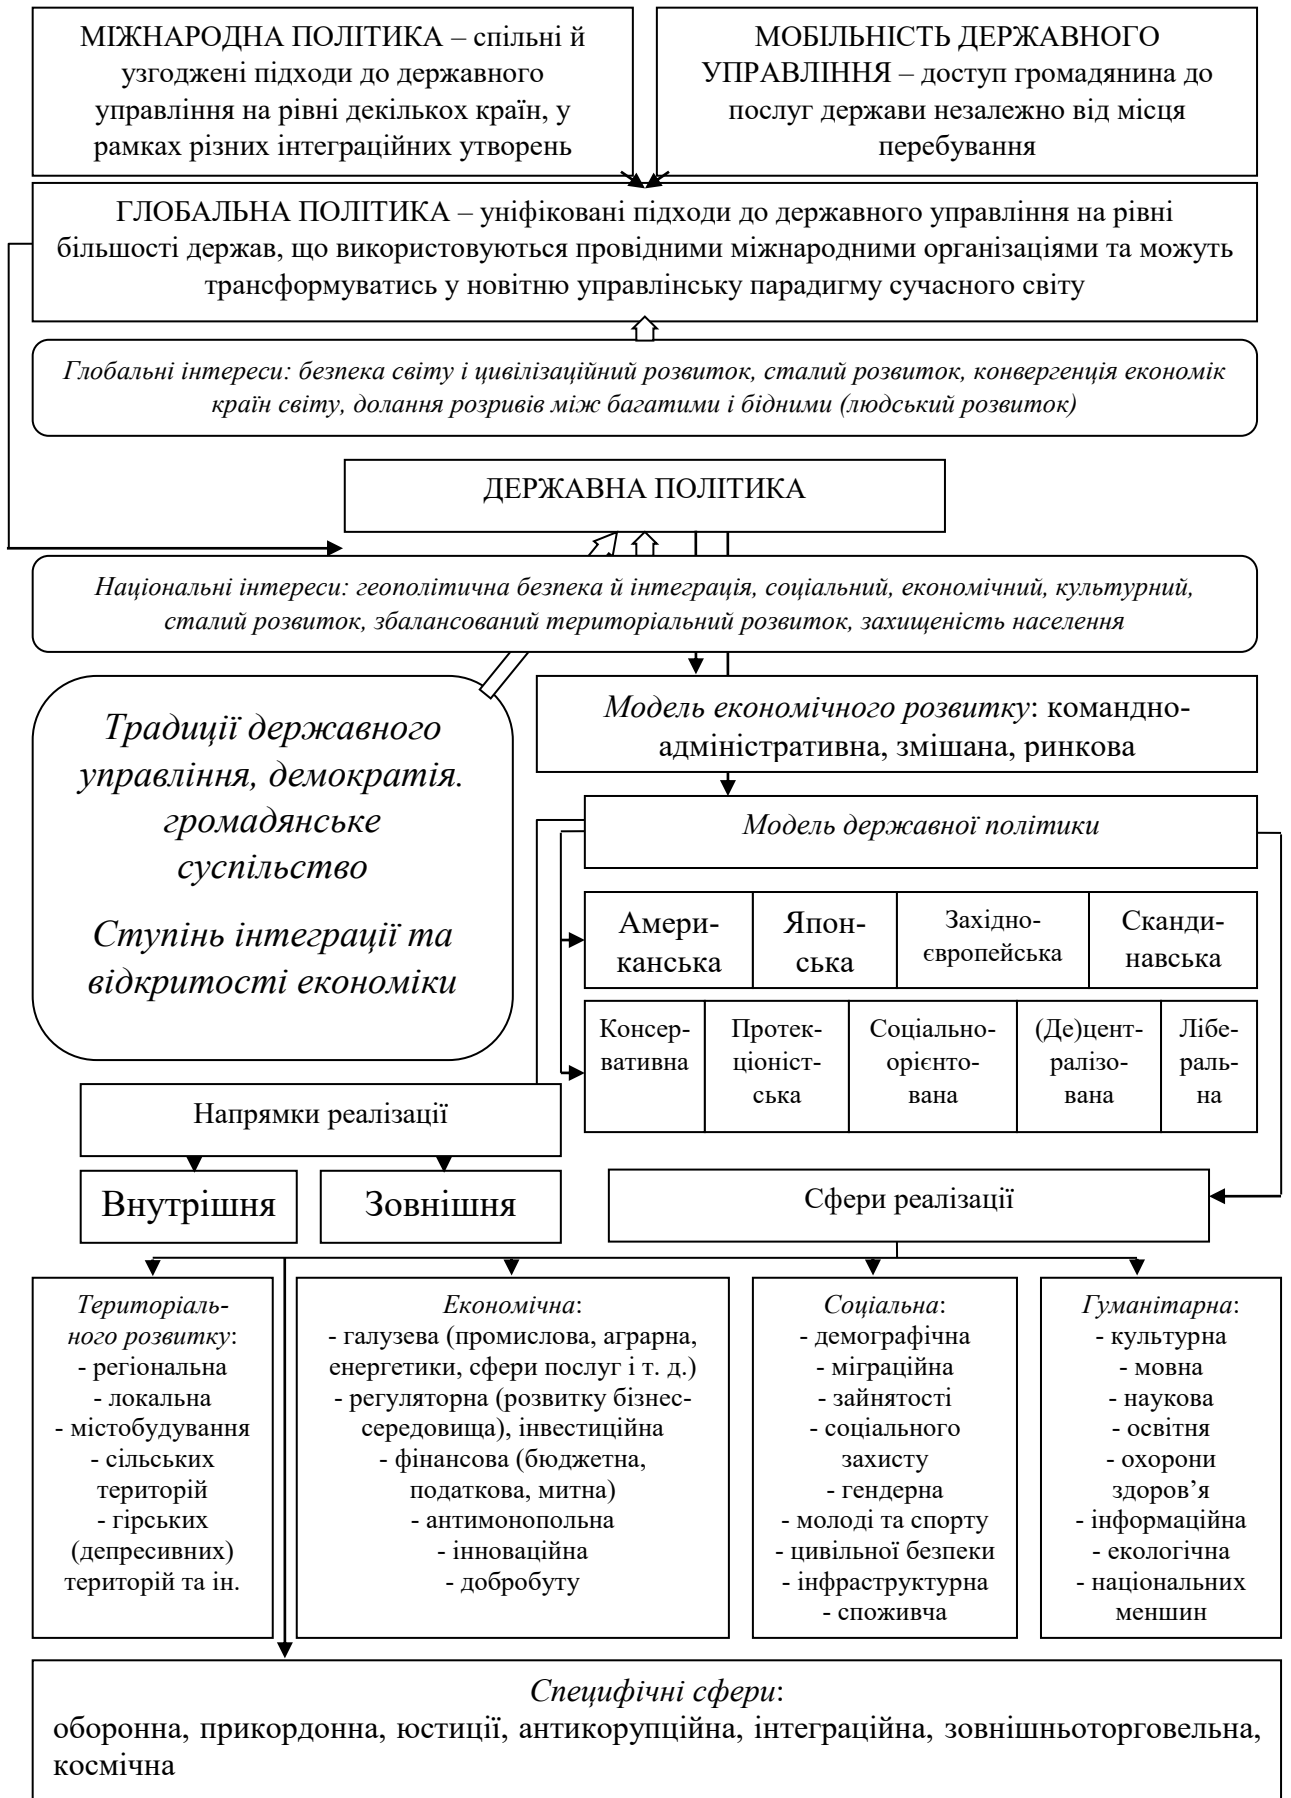 МІЖНАРОДНА ПОЛІТИКА – спільні й
узгоджені підходи до державного
управління на рівні декількох країн, у
рамках різних інтеграційних утворень
МОБІЛЬНІСТЬ ДЕРЖАВНОГО
УПРАВЛІННЯ – доступ громадянина до
послуг держави незалежно від місця
перебування
ГЛОБАЛЬНА ПОЛІТИКА – уніфіковані підходи до державного управління на рівні
більшості держав, що використовуються провідними міжнародними організаціями та можуть
трансформуватись у новітню управлінську парадигму сучасного світу
Глобальні інтереси: безпека світу і цивілізаційний розвиток, сталий розвиток, конвергенція економік
країн світу, долання розривів між багатими і бідними (людський розвиток)
ДЕРЖАВНА ПОЛІТИКА
Національні інтереси: геополітична безпека й інтеграція, соціальний, економічний, культурний,
сталий розвиток, збалансований територіальний розвиток, захищеність населення
Традиції державного
управління, демократія.
громадянське
суспільство
Ступінь інтеграції та
відкритості економіки
Модель економічного розвитку: командно-
адміністративна, змішана, ринкова
Модель державної політики
Амери-
канська
Япон-
ська
Західно-
європейська
Сканди-
навська
Консер-
вативна
Протек-
ціоніст-
ська
Соціально-
орієнто-
вана
(Де)цент-
ралізо-
вана
Лібе-
раль-
на
Напрямки реалізації
Внутрішня
Зовнішня
Сфери реалізації
Територіаль-
ного розвитку:
- регіональна
- локальна
- містобудування
- сільських
територій
- гірських
(депресивних)
територій та ін.
Економічна:
- галузева (промислова, аграрна,
енергетики, сфери послуг і т. д.)
- регуляторна (розвитку бізнес-
середовища), інвестиційна
- фінансова (бюджетна,
податкова, митна)
- антимонопольна
- інноваційна
- добробуту
Соціальна:
- демографічна
- міграційна
- зайнятості
- соціального
захисту
- гендерна
- молоді та спорту
- цивільної безпеки
- інфраструктурна
- споживча
Гуманітарна:
- культурна
- мовна
- наукова
- освітня
- охорони
здоров’я
- інформаційна
- екологічна
- національних
меншин
Специфічні сфери:
оборонна, прикордонна, юстиції, антикорупційна, інтеграційна, зовнішньоторговельна,
космічна